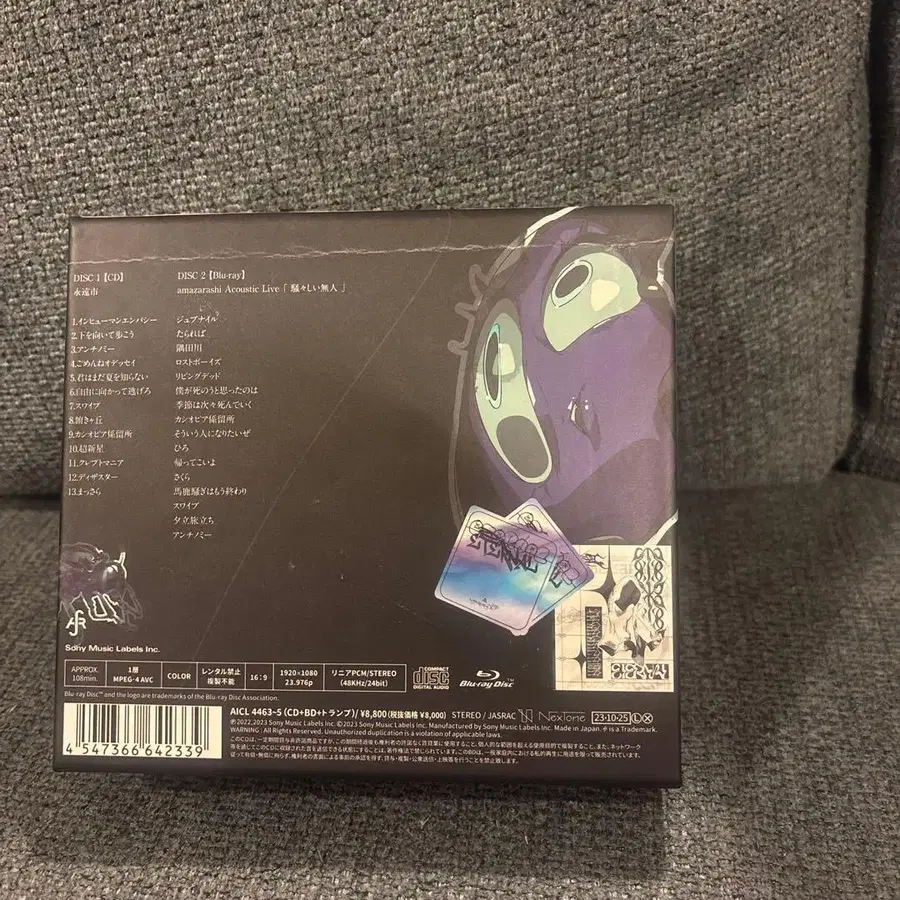 DISC 1【CD】
永遠市
1.インヒューマンエンパシー
2.下を向いて歩こう
3.アンチノミー
4.ごめんねオデッセイ
5.君はまだ夏を知らない
6.自由に向かって逃げろ
7.スワイプ
8.俯きヶ丘
9.カシオピア係留所
10.超新星
11.クレプトマニア
12.ディザスター
13.まっさら
DISC 2【Blu-ray】
amazarashi Acoustic Live「 騒々しい無人 」
ジュブナイル
たられば
隅田川
ロストボーイズ
リビングデッド
僕が死のうと思ったのは
季節は次々死んでいく
カシオピア係留所
そういう人になりたいぜ
ひろ
帰ってこいよ
さくら
馬鹿騒ぎはもう終わり
スワイプ
夕立旅立ち
アンチノミー
Sony Music Labels Inc.
APPROX.
108min.
1層
MPEG-4 AVC
COLOR
レンタル禁止
複製不能
16:9
1920×1080
23.976p
リニアPCM/STEREO
(48KHz/24bit)
COMPACT
disc
DIGITAL AUDIO
Blu-ray Disc™
Blu-ray Disc™ and the logo are trademarks of the Blu-ray Disc Association.
4 547366 642339
AICL 4463~5 (CD+BD+トランプ)/ ¥8,800(税抜価格 ¥8,000) STEREO / JASRAC NexTone 23・10・25 Ⓛ Ⓧ
℗2022,2023 Sony Music Labels Inc. ©2023 Sony Music Labels Inc. Manufactured by Sony Music Labels Inc. Made in Japan. is a Trademark.
WARNING : All Rights Reserved. Unauthorized duplication is a violation of applicable laws.